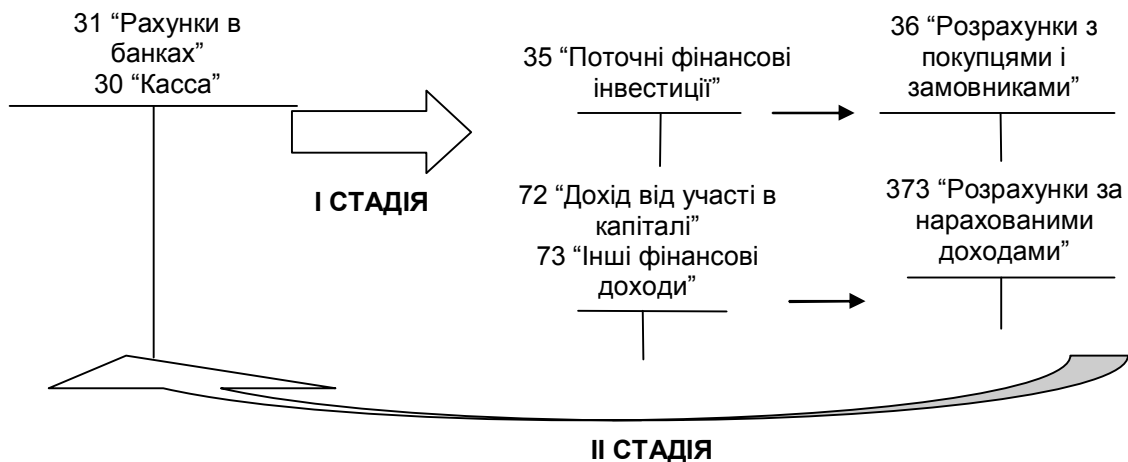 31 “Рахунки в
банках”
30 “Касса”
35 “Поточні фінансові
інвестиції”
36 “Розрахунки з
покупцями і
замовниками”
І СТАДІЯ
72 “Дохід від участі в
капіталі”
73 “Інші фінансові
доходи”
373 “Розрахунки за
нарахованими
доходами”
ІІ СТАДІЯ